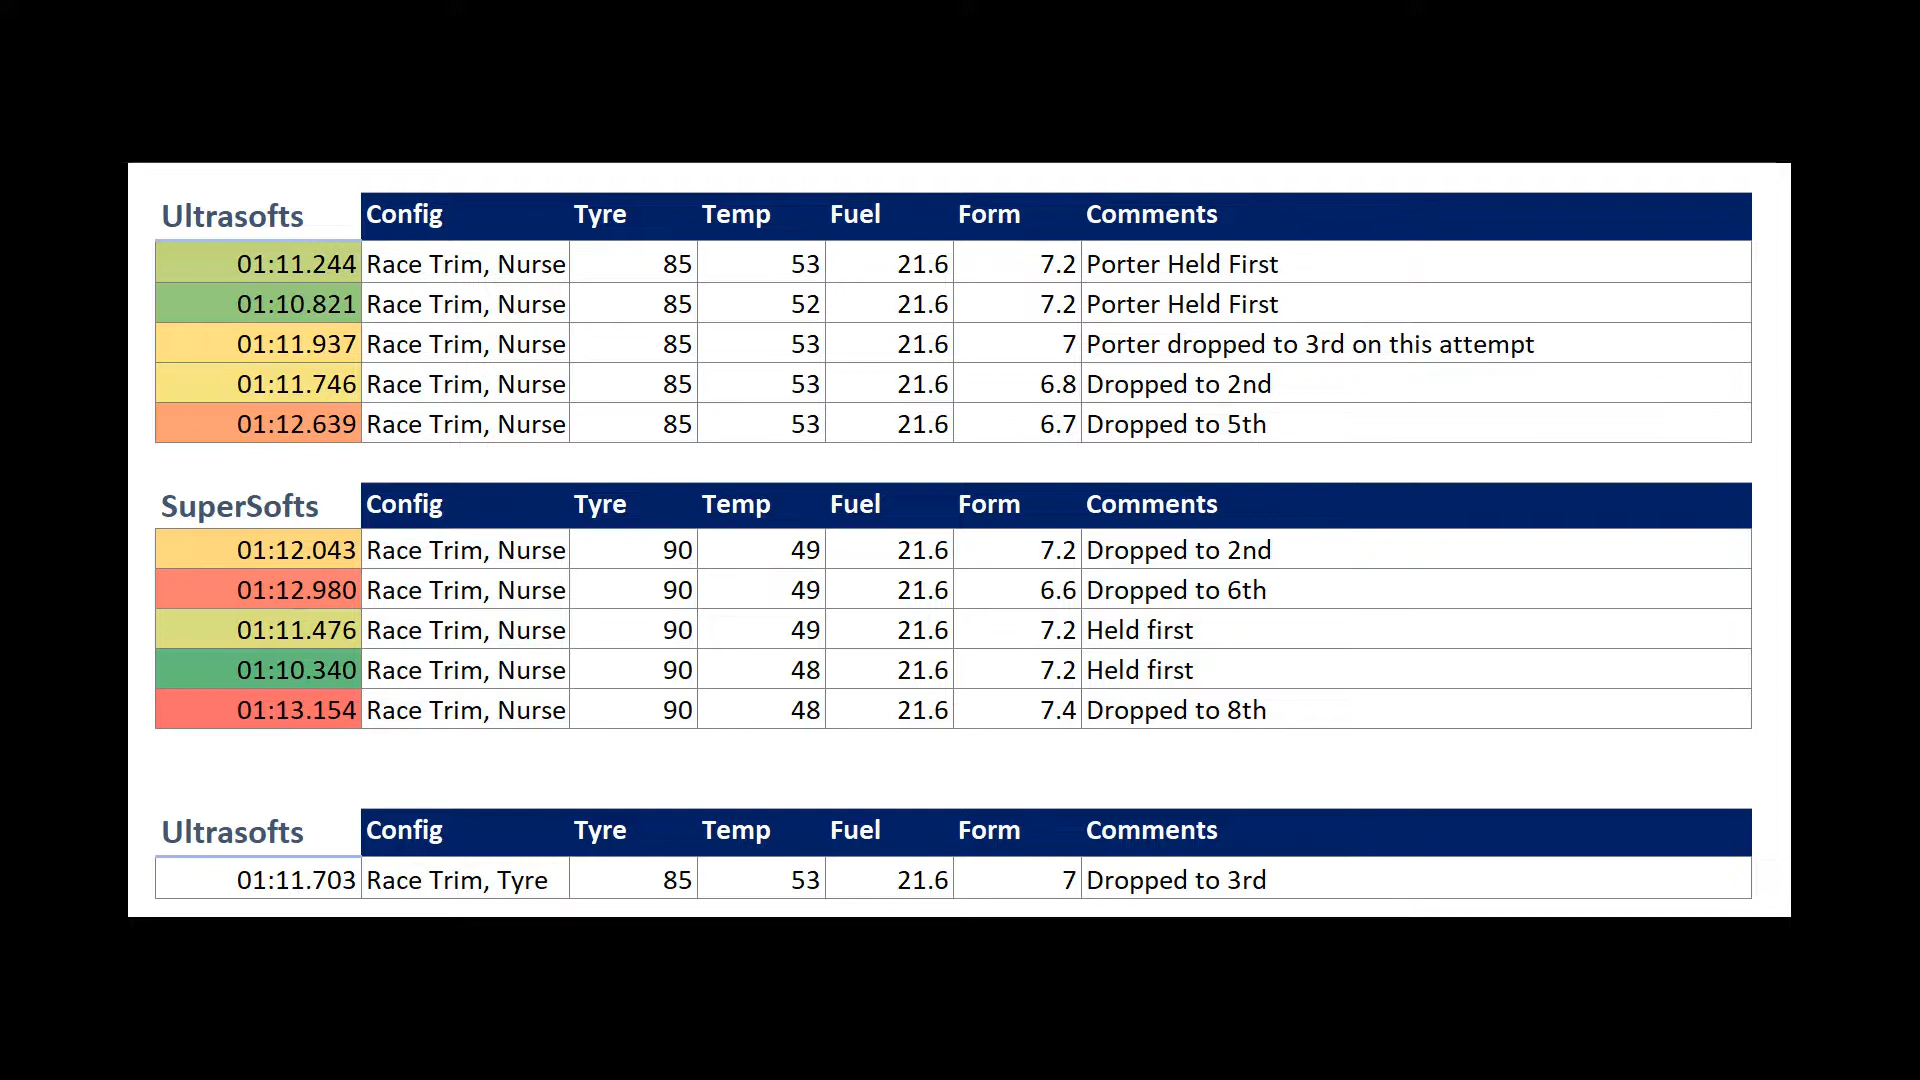 Ultrasofts Config Tyre Temp Fuel Form Comments
01:11.244 Race Trim, Nurse 85 53 21.6 7.2 Porter Held First
01:10.821 Race Trim, Nurse 85 52 21.6 7.2 Porter Held First
01:11.937 Race Trim, Nurse 85 53 21.6 7 Porter dropped to 3rd on this attempt
01:11.746 Race Trim, Nurse 85 53 21.6 6.8 Dropped to 2nd
01:12.639 Race Trim, Nurse 85 53 21.6 6.7 Dropped to 5th
SuperSofts Config Tyre Temp Fuel Form Comments
01:12.043 Race Trim, Nurse 90 49 21.6 7.2 Dropped to 2nd
01:12.980 Race Trim, Nurse 90 49 21.6 6.6 Dropped to 6th
01:11.476 Race Trim, Nurse 90 49 21.6 7.2 Held first
01:10.340 Race Trim, Nurse 90 48 21.6 7.2 Held first
01:13.154 Race Trim, Nurse 90 48 21.6 7.4 Dropped to 8th
Ultrasofts Config Tyre Temp Fuel Form Comments
01:11.703 Race Trim, Tyre 85 53 21.6 7 Dropped to 3rd